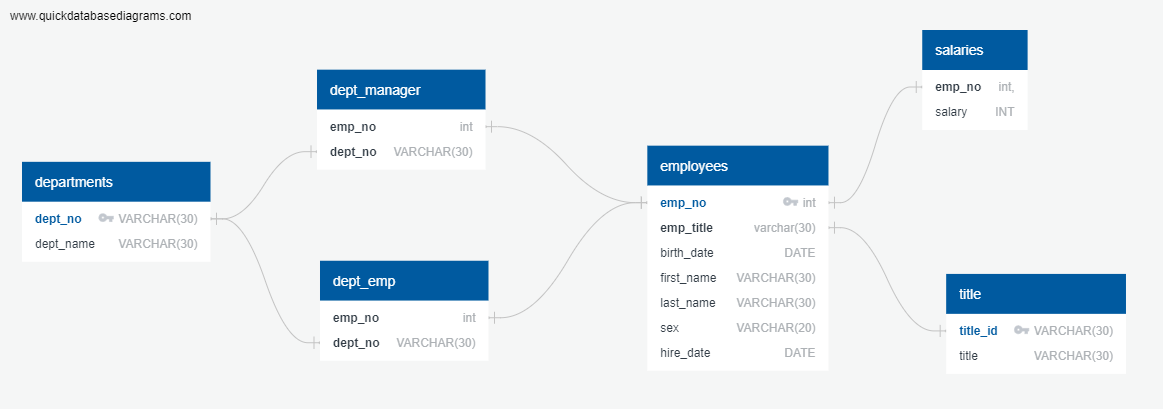 www.quickdatabasediagrams.com
departments
dept_no VARCHAR(30)
dept_name VARCHAR(30)
dept_manager
emp_no int
dept_no VARCHAR(30)
dept_emp
emp_no int
dept_no VARCHAR(30)
employees
emp_no int
emp_title varchar(30)
birth_date DATE
first_name VARCHAR(30)
last_name VARCHAR(30)
sex VARCHAR(20)
hire_date DATE
salaries
emp_no int,
salary INT
title
title_id VARCHAR(30)
title VARCHAR(30)